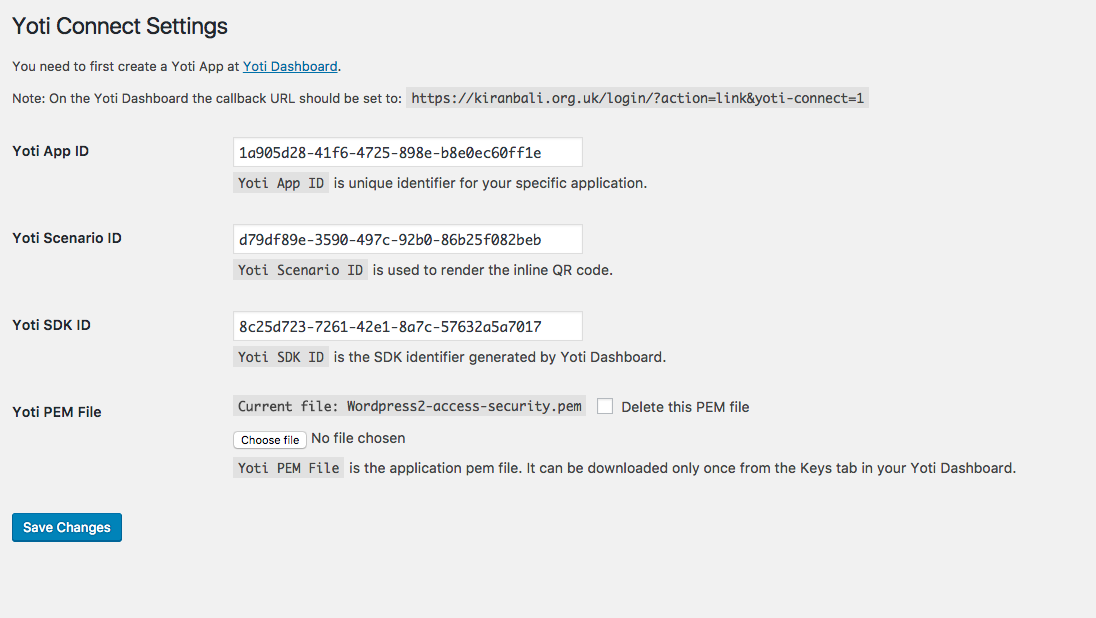 Yoti Connect Settings
You need to first create a Yoti App at Yoti Dashboard.
Note: On the Yoti Dashboard the callback URL should be set to: https://kiranbali.org.uk/login/?action=link&yoti-connect=1
Yoti App ID 1a905d28-41f6-4725-898e-b8e0ec60ff1e
Yoti App ID is unique identifier for your specific application.
Yoti Scenario ID d79df89e-3590-497c-92b0-86b25f082beb
Yoti Scenario ID is used to render the inline QR code.
Yoti SDK ID 8c25d723-7261-42e1-8a7c-57632a5a7017
Yoti SDK ID is the SDK identifier generated by Yoti Dashboard.
Yoti PEM File Current file: Wordpress2-access-security.pem Delete this PEM file
Choose file No file chosen
Yoti PEM File is the application pem file. It can be downloaded only once from the Keys tab in your Yoti Dashboard.
Save Changes